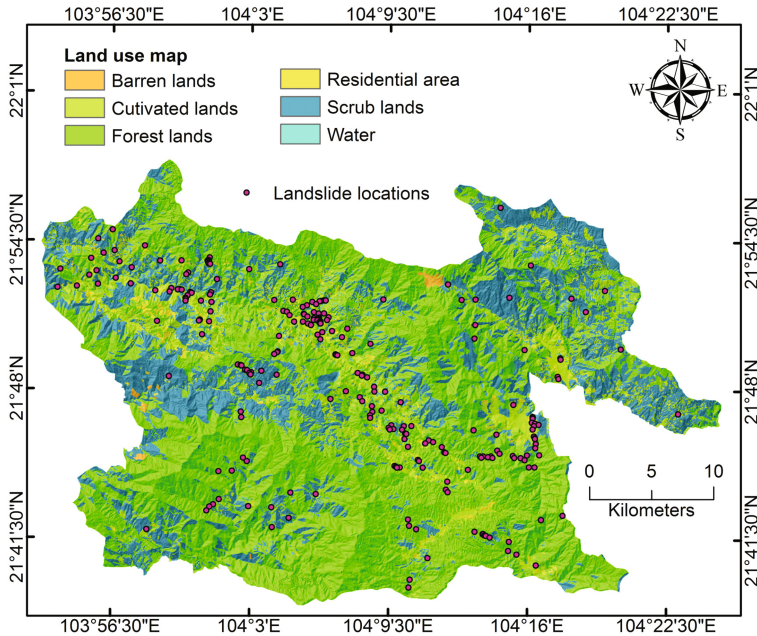 103°56'30"E 104°3'E 104°9'30"E 104°16'E 104°22'30"E
Land use map
Barren lands
Cutivated lands
Forest lands
Residential area
Scrub lands
Water
Landslide locations
N
W E
S
22°1'N 22°1'N
21°54'30"N 21°54'30"N
21°48'N 21°48'N
21°41'30"N 21°41'30"N
0 5 10
Kilometers
103°56'30"E 104°3'E 104°9'30"E 104°16'E 104°22'30"E